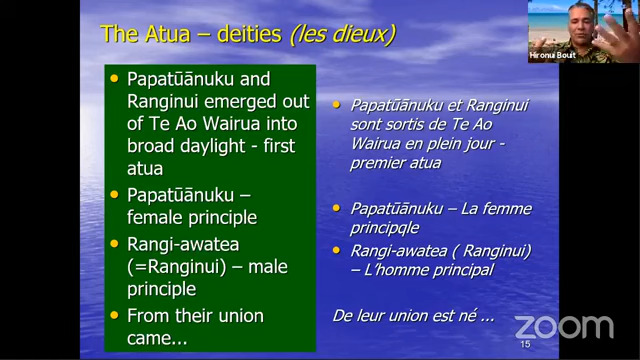 The Atua – deities (les dieux)
Hironui Bouit
Papatūānuku and
Ranginui emerged out
of Te Ao Wairua into
broad daylight - first
atua
Papatūānuku –
female principle
Rangi-awatea
(=Ranginui) – male
principle
From their union
came...
Papatūānuku et Ranginui
sont sortis de Te Ao
Wairua en plein jour -
premier atua
Papatūānuku – La femme
principqle
Rangi-awatea ( Ranginui)
– L'homme principal
De leur union est né ...
zoom
15